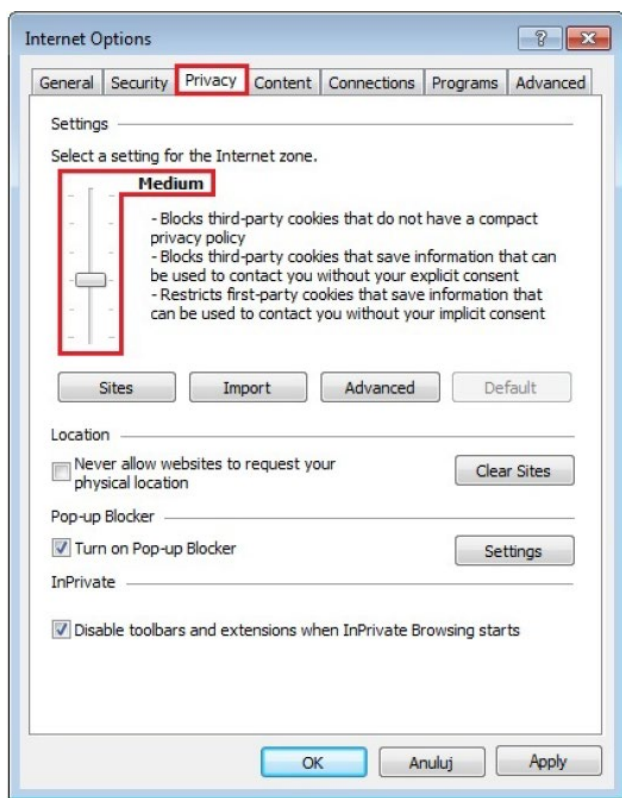 Internet Options
General Security Privacy Content Connections Programs Advanced
Settings
Select a setting for the Internet zone.
Medium
- Blocks third-party cookies that do not have a compact
privacy policy
- Blocks third-party cookies that save information that can
be used to contact you without your explicit consent
- Restricts first-party cookies that save information that
can be used to contact you without your implicit consent
Sites Import Advanced Default
Location
Never allow websites to request your
physical location
Clear Sites
Pop-up Blocker
Turn on Pop-up Blocker
Settings
InPrivate
Disable toolbars and extensions when InPrivate Browsing starts
OK Anuluj Apply